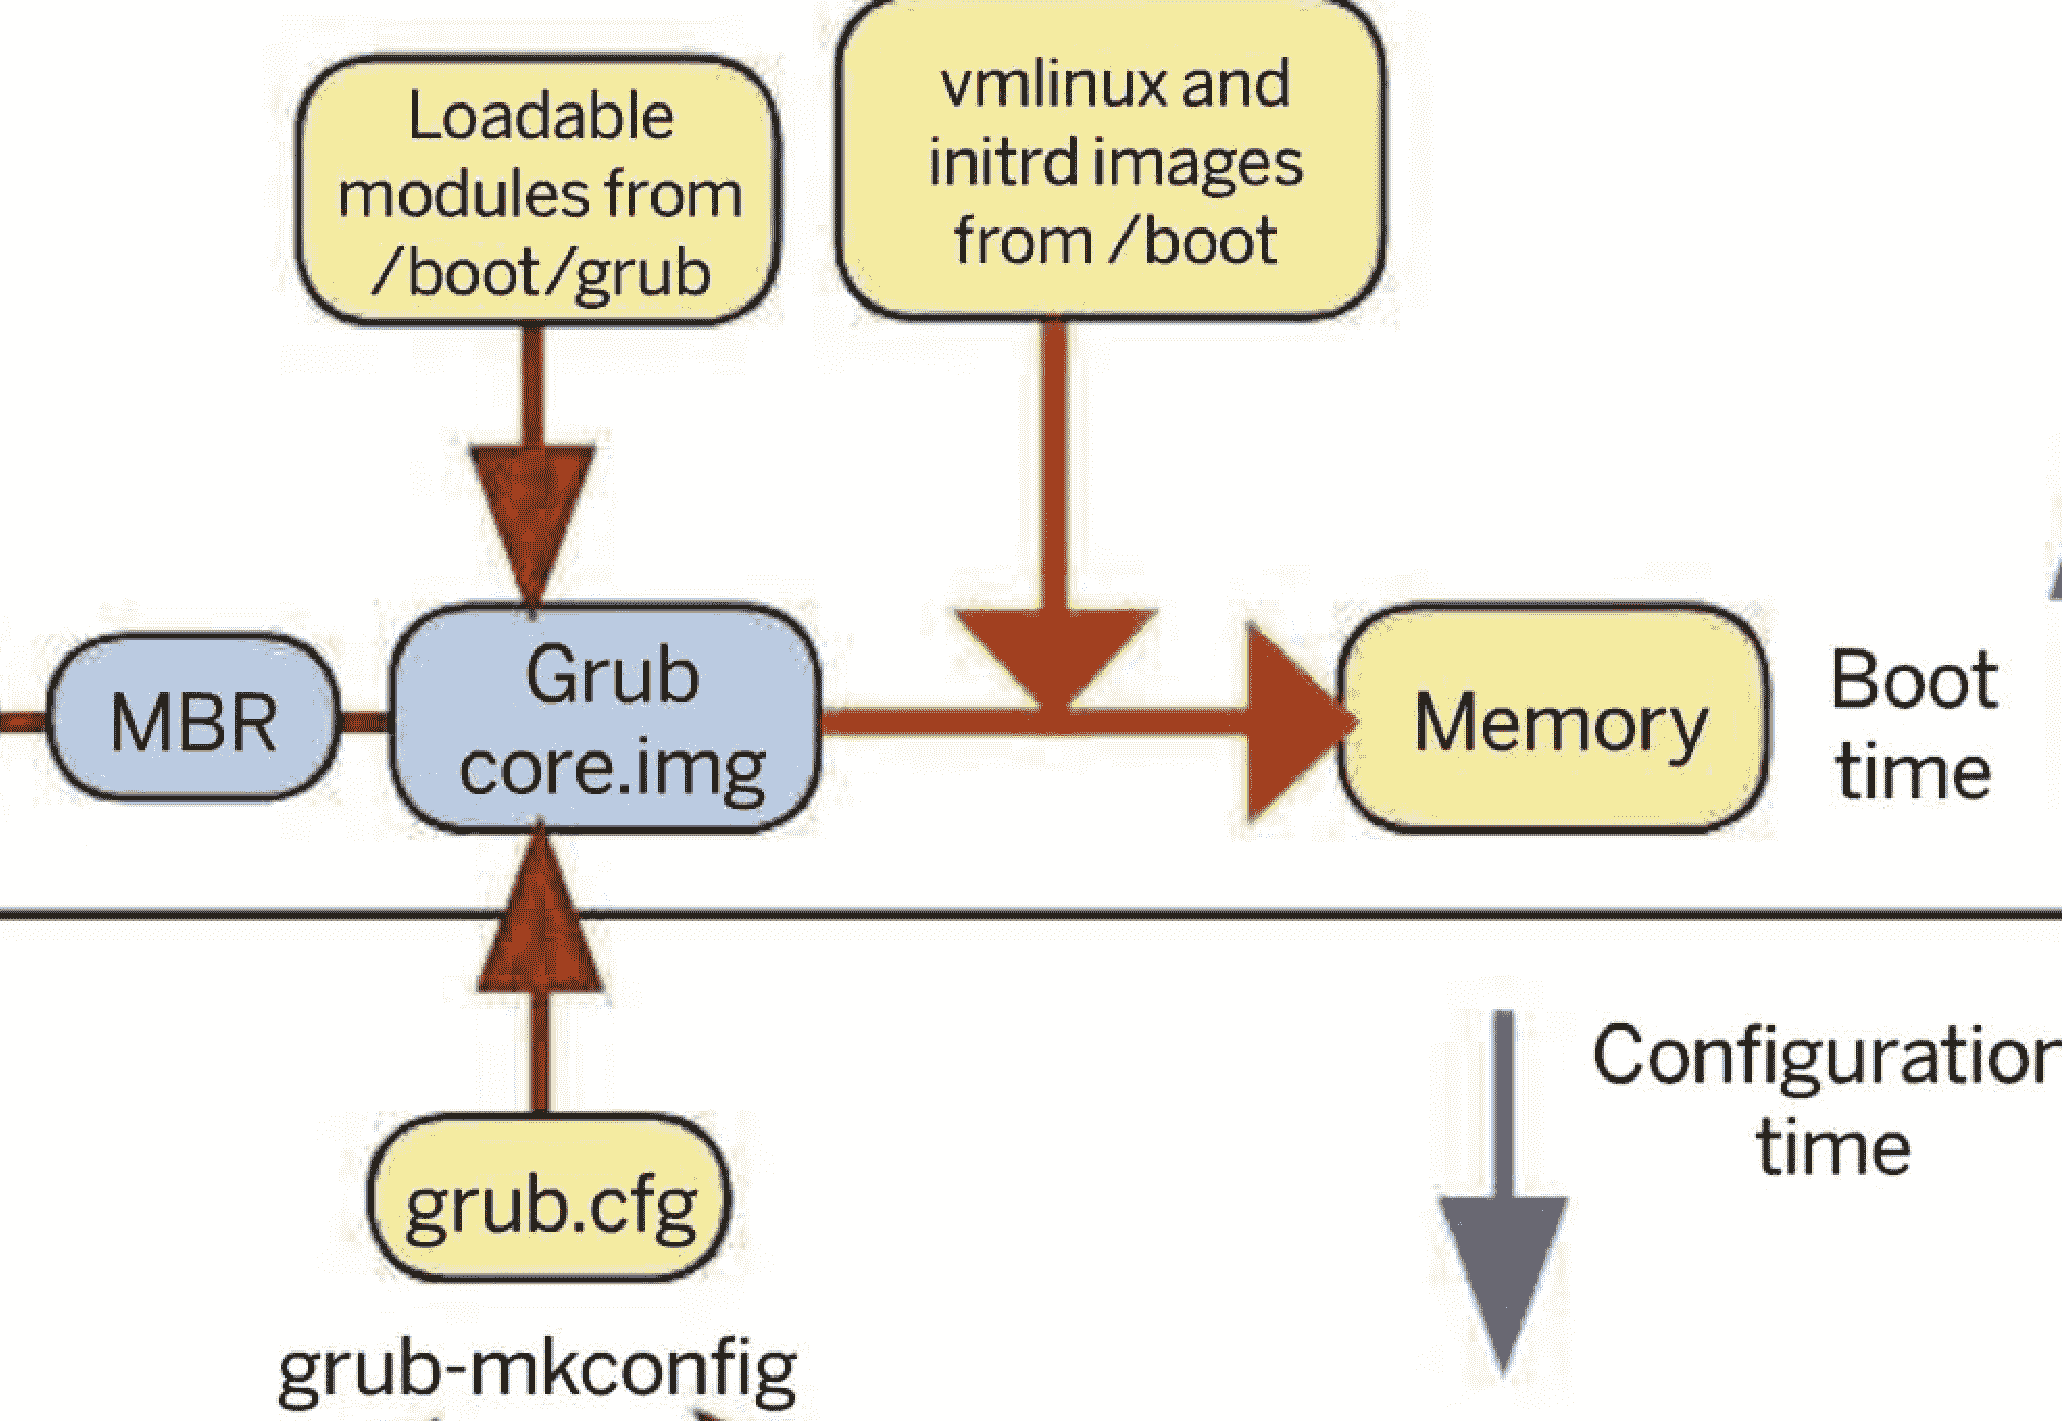 Loadable
modules from
/boot/grub
vmlinux and
initrd images
from /boot
MBR
Grub
core.img
Memory
Boot
time
Configuration
time
grub.cfg
grub-mkconfig